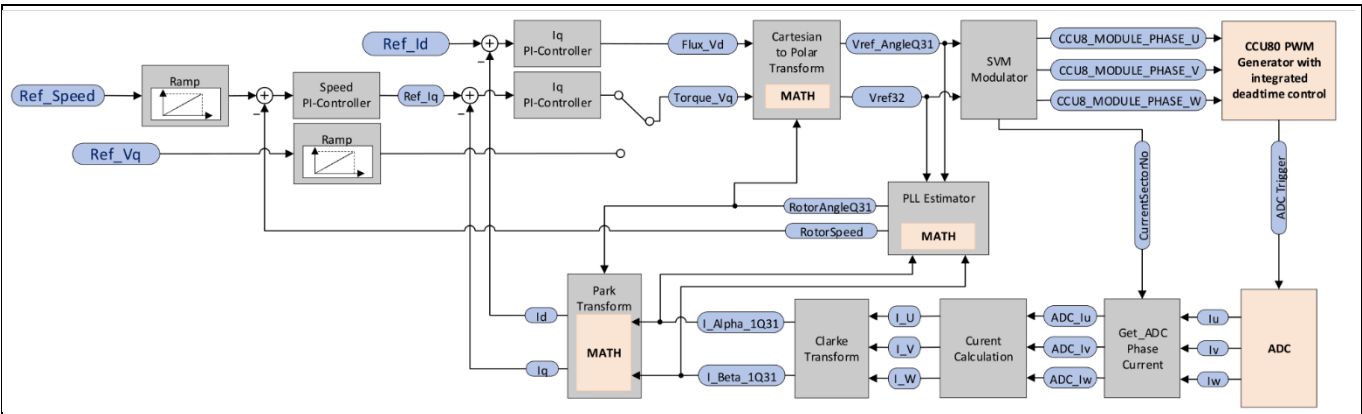 Ref_Id
Iq
PI-Controller
Flux_Vd
Cartesian
to Polar
Transform
MATH
Vref_AngleQ31
SVM
Modulator
CCU8_MODULE_PHASE_U
CCU8_MODULE_PHASE_V
CCU8_MODULE_PHASE_W
CCU80 PWM
Generator with
integrated
deadtime control
Ref_Speed
Ramp
Speed
PI-Controller
Ref_Iq
Iq
PI-Controller
Torque_Vq
Vref32
Ref_Vq
Ramp
CurrentSectorNo
ADC Trigger
RotorAngleQ31
RotorSpeed
PLL Estimator
MATH
Park
Transform
MATH
Id
Iq
I_Alpha_1Q31
I_Beta_1Q31
Clarke
Transform
I_U
I_V
I_W
Curent
Calculation
ADC_Iu
ADC_Iv
ADC_Iw
Get_ADC
Phase
Current
Iu
Iv
Iw
ADC